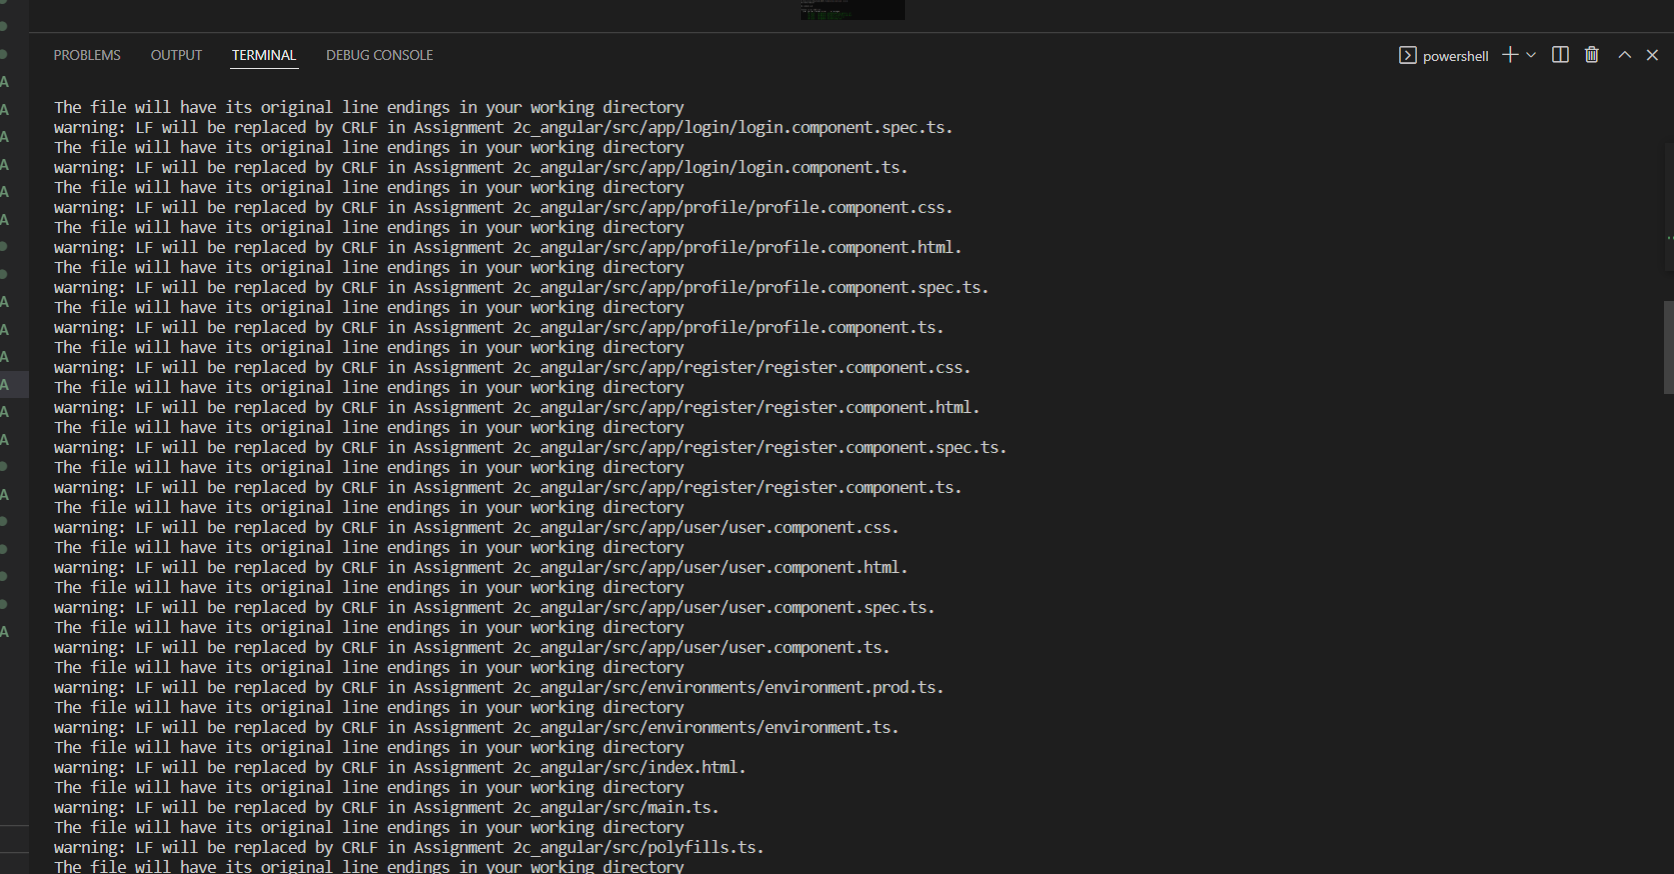 PROBLEMS OUTPUT TERMINAL DEBUG CONSOLE powershell
The file will have its original line endings in your working directory
warning: LF will be replaced by CRLF in Assignment 2c_angular/src/app/login/login.component.spec.ts.
The file will have its original line endings in your working directory
warning: LF will be replaced by CRLF in Assignment 2c_angular/src/app/login/login.component.ts.
The file will have its original line endings in your working directory
warning: LF will be replaced by CRLF in Assignment 2c_angular/src/app/profile/profile.component.css.
The file will have its original line endings in your working directory
warning: LF will be replaced by CRLF in Assignment 2c_angular/src/app/profile/profile.component.html.
The file will have its original line endings in your working directory
warning: LF will be replaced by CRLF in Assignment 2c_angular/src/app/profile/profile.component.spec.ts.
The file will have its original line endings in your working directory
warning: LF will be replaced by CRLF in Assignment 2c_angular/src/app/profile/profile.component.ts.
The file will have its original line endings in your working directory
warning: LF will be replaced by CRLF in Assignment 2c_angular/src/app/register/register.component.css.
The file will have its original line endings in your working directory
warning: LF will be replaced by CRLF in Assignment 2c_angular/src/app/register/register.component.html.
The file will have its original line endings in your working directory
warning: LF will be replaced by CRLF in Assignment 2c_angular/src/app/register/register.component.spec.ts.
The file will have its original line endings in your working directory
warning: LF will be replaced by CRLF in Assignment 2c_angular/src/app/register/register.component.ts.
The file will have its original line endings in your working directory
warning: LF will be replaced by CRLF in Assignment 2c_angular/src/app/user/user.component.css.
The file will have its original line endings in your working directory
warning: LF will be replaced by CRLF in Assignment 2c_angular/src/app/user/user.component.html.
The file will have its original line endings in your working directory
warning: LF will be replaced by CRLF in Assignment 2c_angular/src/app/user/user.component.spec.ts.
The file will have its original line endings in your working directory
warning: LF will be replaced by CRLF in Assignment 2c_angular/src/app/user/user.component.ts.
The file will have its original line endings in your working directory
warning: LF will be replaced by CRLF in Assignment 2c_angular/src/environments/environment.prod.ts.
The file will have its original line endings in your working directory
warning: LF will be replaced by CRLF in Assignment 2c_angular/src/environments/environment.ts.
The file will have its original line endings in your working directory
warning: LF will be replaced by CRLF in Assignment 2c_angular/src/index.html.
The file will have its original line endings in your working directory
warning: LF will be replaced by CRLF in Assignment 2c_angular/src/main.ts.
The file will have its original line endings in your working directory
warning: LF will be replaced by CRLF in Assignment 2c_angular/src/polyfills.ts.
The file will have its original line endings in your working directory
A
A
A
A
A
A
A
A
A
A
A
A
A
A